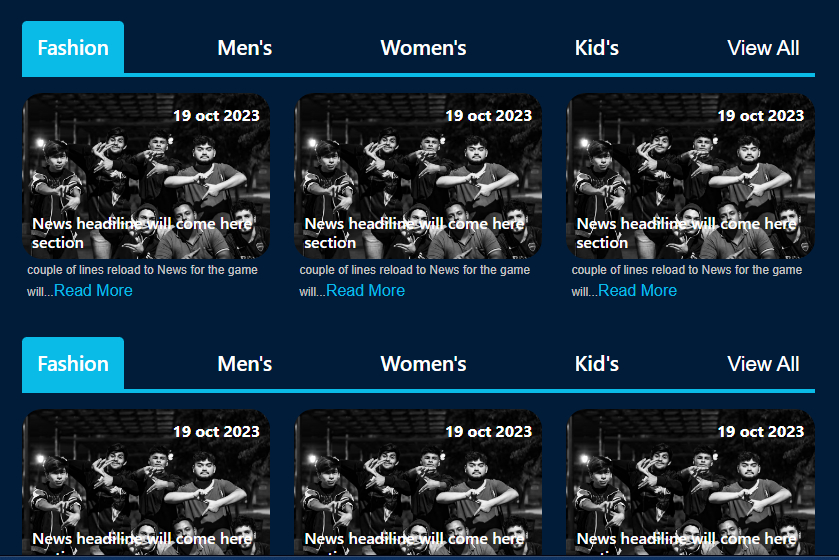 Fashion Men's Women's Kid's View All
19 oct 2023 19 oct 2023 19 oct 2023
News headiline will come here News headiline will come here News headiline will come here
section section section
couple of lines reload to News for the game couple of lines reload to News for the game couple of lines reload to News for the game
will...Read More will...Read More will...Read More
Fashion Men's Women's Kid's View All
19 oct 2023 19 oct 2023 19 oct 2023
News headiline will come here News headiline will come here News headiline will come here